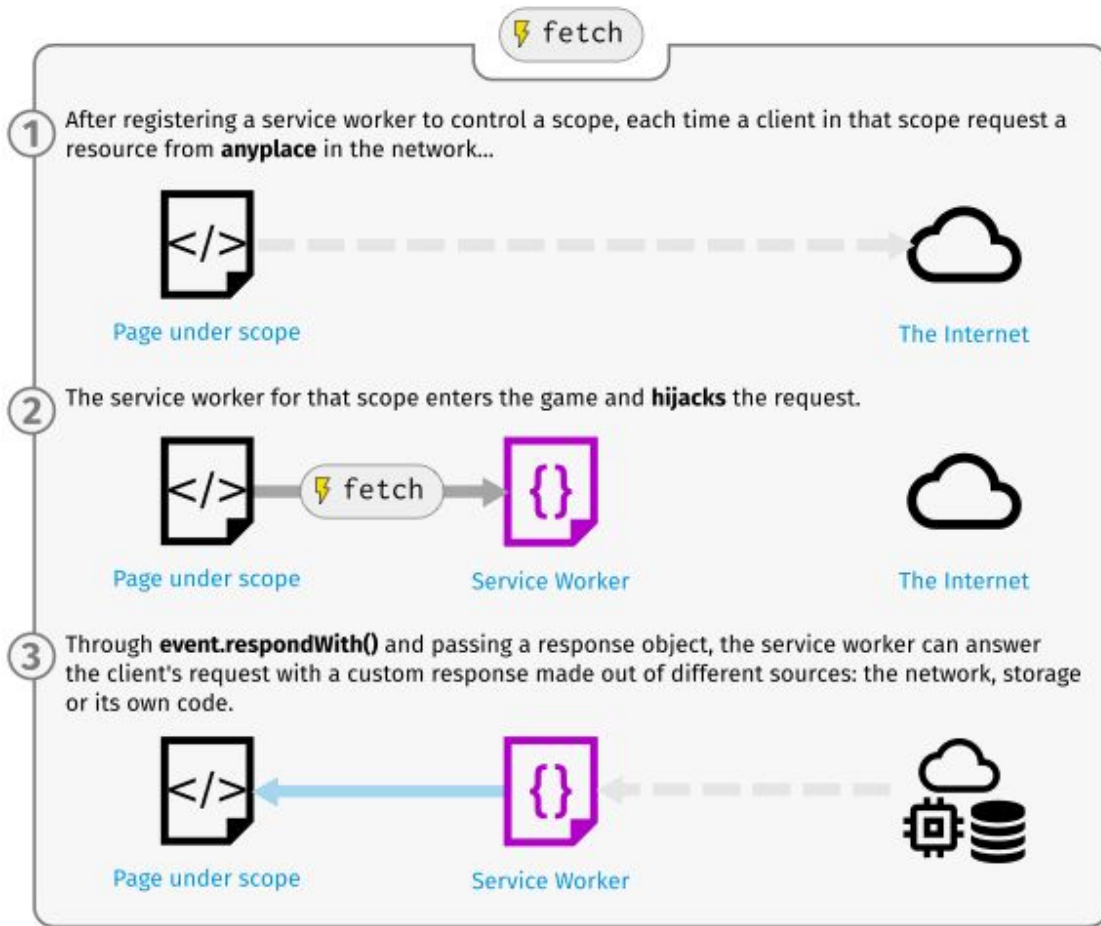 fetch
1
After registering a service worker to control a scope, each time a client in that scope request a
resource from anyplace in the network...
</>
Page under scope
The Internet
2
The service worker for that scope enters the game and hijacks the request.
</>
fetch
{}
Page under scope
Service Worker
The Internet
3
Through event.respondWith() and passing a response object, the service worker can answer
the client's request with a custom response made out of different sources: the network, storage
or its own code.
</>
{}
Page under scope
Service Worker